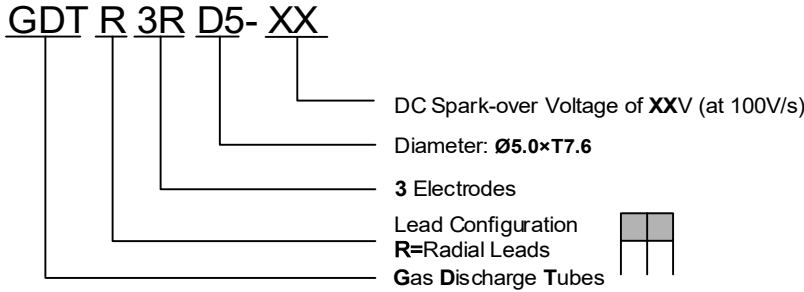 GDT R 3R D5- XX
DC Spark-over Voltage of XXV (at 100V/s)
Diameter: Ø5.0×T7.6
3 Electrodes
Lead Configuration
R=Radial Leads
Gas Discharge Tubes